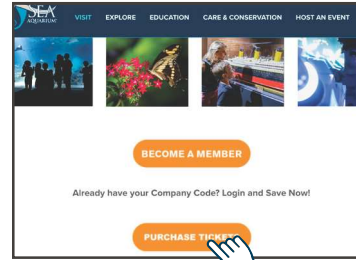 SEA
AQUARIUM
VISIT EXPLORE EDUCATION CARE & CONSERVATION HOST AN EVENT
BECOME A MEMBER
Already have your Company Code? Login and Save Now!
PURCHASE TICKETS